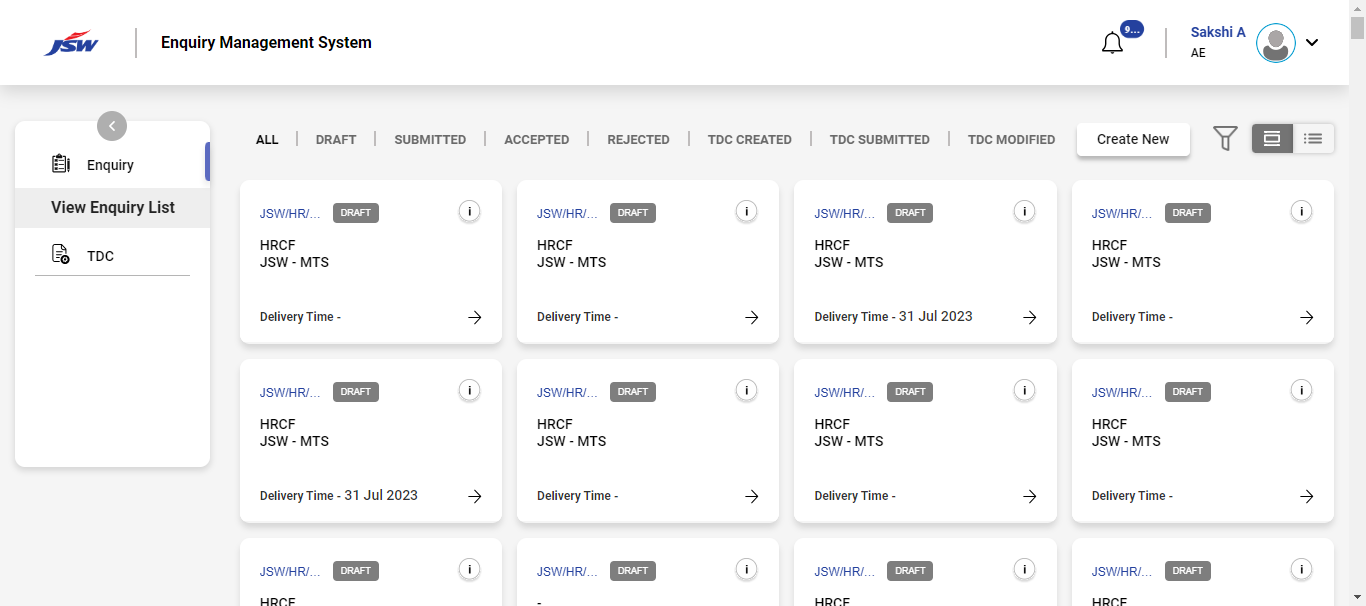 JSW
Enquiry Management System
9...
Sakshi A
AE
Enquiry
View Enquiry List
TDC
ALL
DRAFT
SUBMITTED
ACCEPTED
REJECTED
TDC CREATED
TDC SUBMITTED
TDC MODIFIED
Create New
JSW/HR/...
DRAFT
i
HRCF
JSW - MTS
Delivery Time -
JSW/HR/...
DRAFT
i
HRCF
JSW - MTS
Delivery Time -
JSW/HR/...
DRAFT
i
HRCF
JSW - MTS
Delivery Time - 31 Jul 2023
JSW/HR/...
DRAFT
i
HRCF
JSW - MTS
Delivery Time -
JSW/HR/...
DRAFT
i
HRCF
JSW - MTS
Delivery Time - 31 Jul 2023
JSW/HR/...
DRAFT
i
HRCF
JSW - MTS
Delivery Time -
JSW/HR/...
DRAFT
i
HRCF
JSW - MTS
Delivery Time -
JSW/HR/...
DRAFT
i
HRCF
JSW - MTS
Delivery Time -
JSW/HR/...
DRAFT
i
HRCF
JSW/HR/...
DRAFT
i
-
JSW/HR/...
DRAFT
i
HRCF
JSW/HR/...
DRAFT
i
HRCF